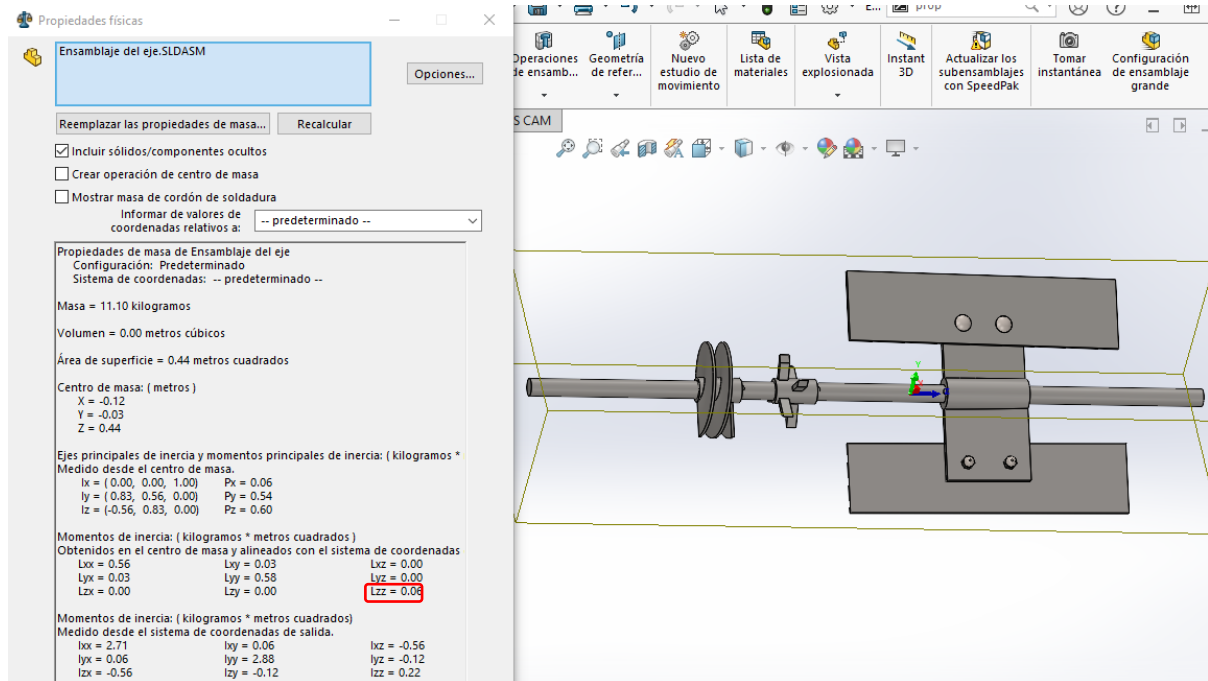 Propiedades físicas
Ensamblaje del eje.SLDASM
Opciones...
Reemplazar las propiedades de masa...
Recalcular
Incluir sólidos/componentes ocultos
Crear operación de centro de masa
Mostrar masa de cordón de soldadura
Informar de valores de
coordenadas relativos a:
-- predeterminado --
Propiedades de masa de Ensamblaje del eje
Configuración: Predeterminado
Sistema de coordenadas: -- predeterminado --
Masa = 11.10 kilogramos
Volumen = 0.00 metros cúbicos
Área de superficie = 0.44 metros cuadrados
Centro de masa: ( metros )
X = -0.12
Y = -0.03
Z = 0.44
Ejes principales de inercia y momentos principales de inercia: ( kilogramos *
Medido desde el centro de masa.
Ix = ( 0.00, 0.00, 1.00) Px = 0.06
Iy = ( 0.83, 0.56, 0.00) Py = 0.54
Iz = (-0.56, 0.83, 0.00) Pz = 0.60
Momentos de inercia: ( kilogramos * metros cuadrados )
Obtenidos en el centro de masa y alineados con el sistema de coordenadas
Lxx = 0.56 Lxy = 0.03 Lxz = 0.00
Lyx = 0.03 Lyy = 0.58 Lyz = 0.00
Lzx = 0.00 Lzy = 0.00 Lzz = 0.06
Momentos de inercia: ( kilogramos * metros cuadrados)
Medido desde el sistema de coordenadas de salida.
Ixx = 2.71 Ixy = 0.06 Ixz = -0.56
Iyx = 0.06 Iyy = 2.88 Iyz = -0.12
Izx = -0.56 Izy = -0.12 Izz = 0.22
E...
prop
Operaciones
de ensamb...
Geometría
de refer...
Nuevo
estudio de
movimiento
Lista de
materiales
Vista
explosionada
Instant
3D
Actualizar los
subensamblajes
con SpeedPak
Tomar
instantánea
Configuración
de ensamblaje
grande
S CAM
Y